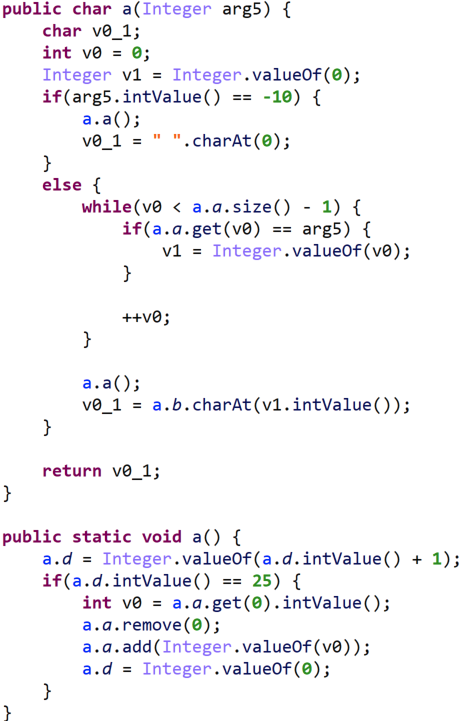 public char a(Integer arg5) {
    char v0_1;
    int v0 = 0;
    Integer v1 = Integer.valueOf(0);
    if(arg5.intValue() == -10) {
        a.a();
        v0_1 = " ".charAt(0);
    }
    else {
        while(v0 < a.a.size() - 1) {
            if(a.a.get(v0) == arg5) {
                v1 = Integer.valueOf(v0);
            }

            ++v0;
        }

        a.a();
        v0_1 = a.b.charAt(v1.intValue());
    }

    return v0_1;
}

public static void a() {
    a.d = Integer.valueOf(a.d.intValue() + 1);
    if(a.d.intValue() == 25) {
        int v0 = a.a.get(0).intValue();
        a.a.remove(0);
        a.a.add(Integer.valueOf(v0));
        a.d = Integer.valueOf(0);
    }
}